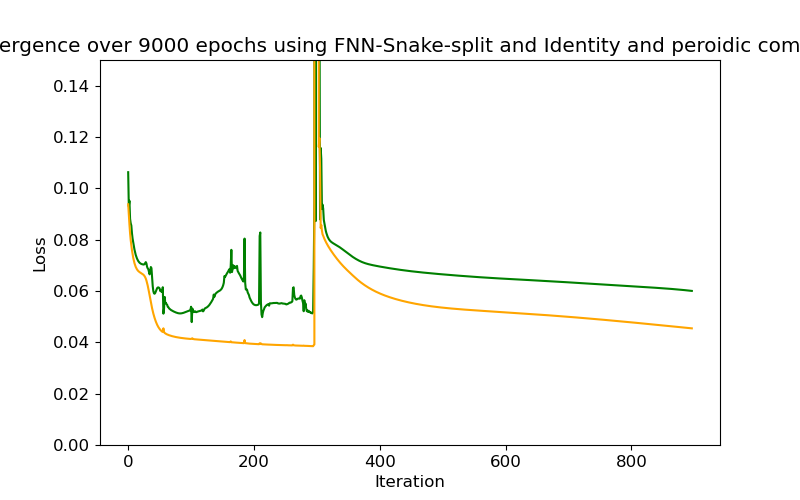 ergence over 9000 epochs using FNN-Snake-split and Identity and peroidic com
0.14
0.12
0.10
0.08
0.06
0.04
0.02
0.00
Loss
0 200 400 600 800
Iteration